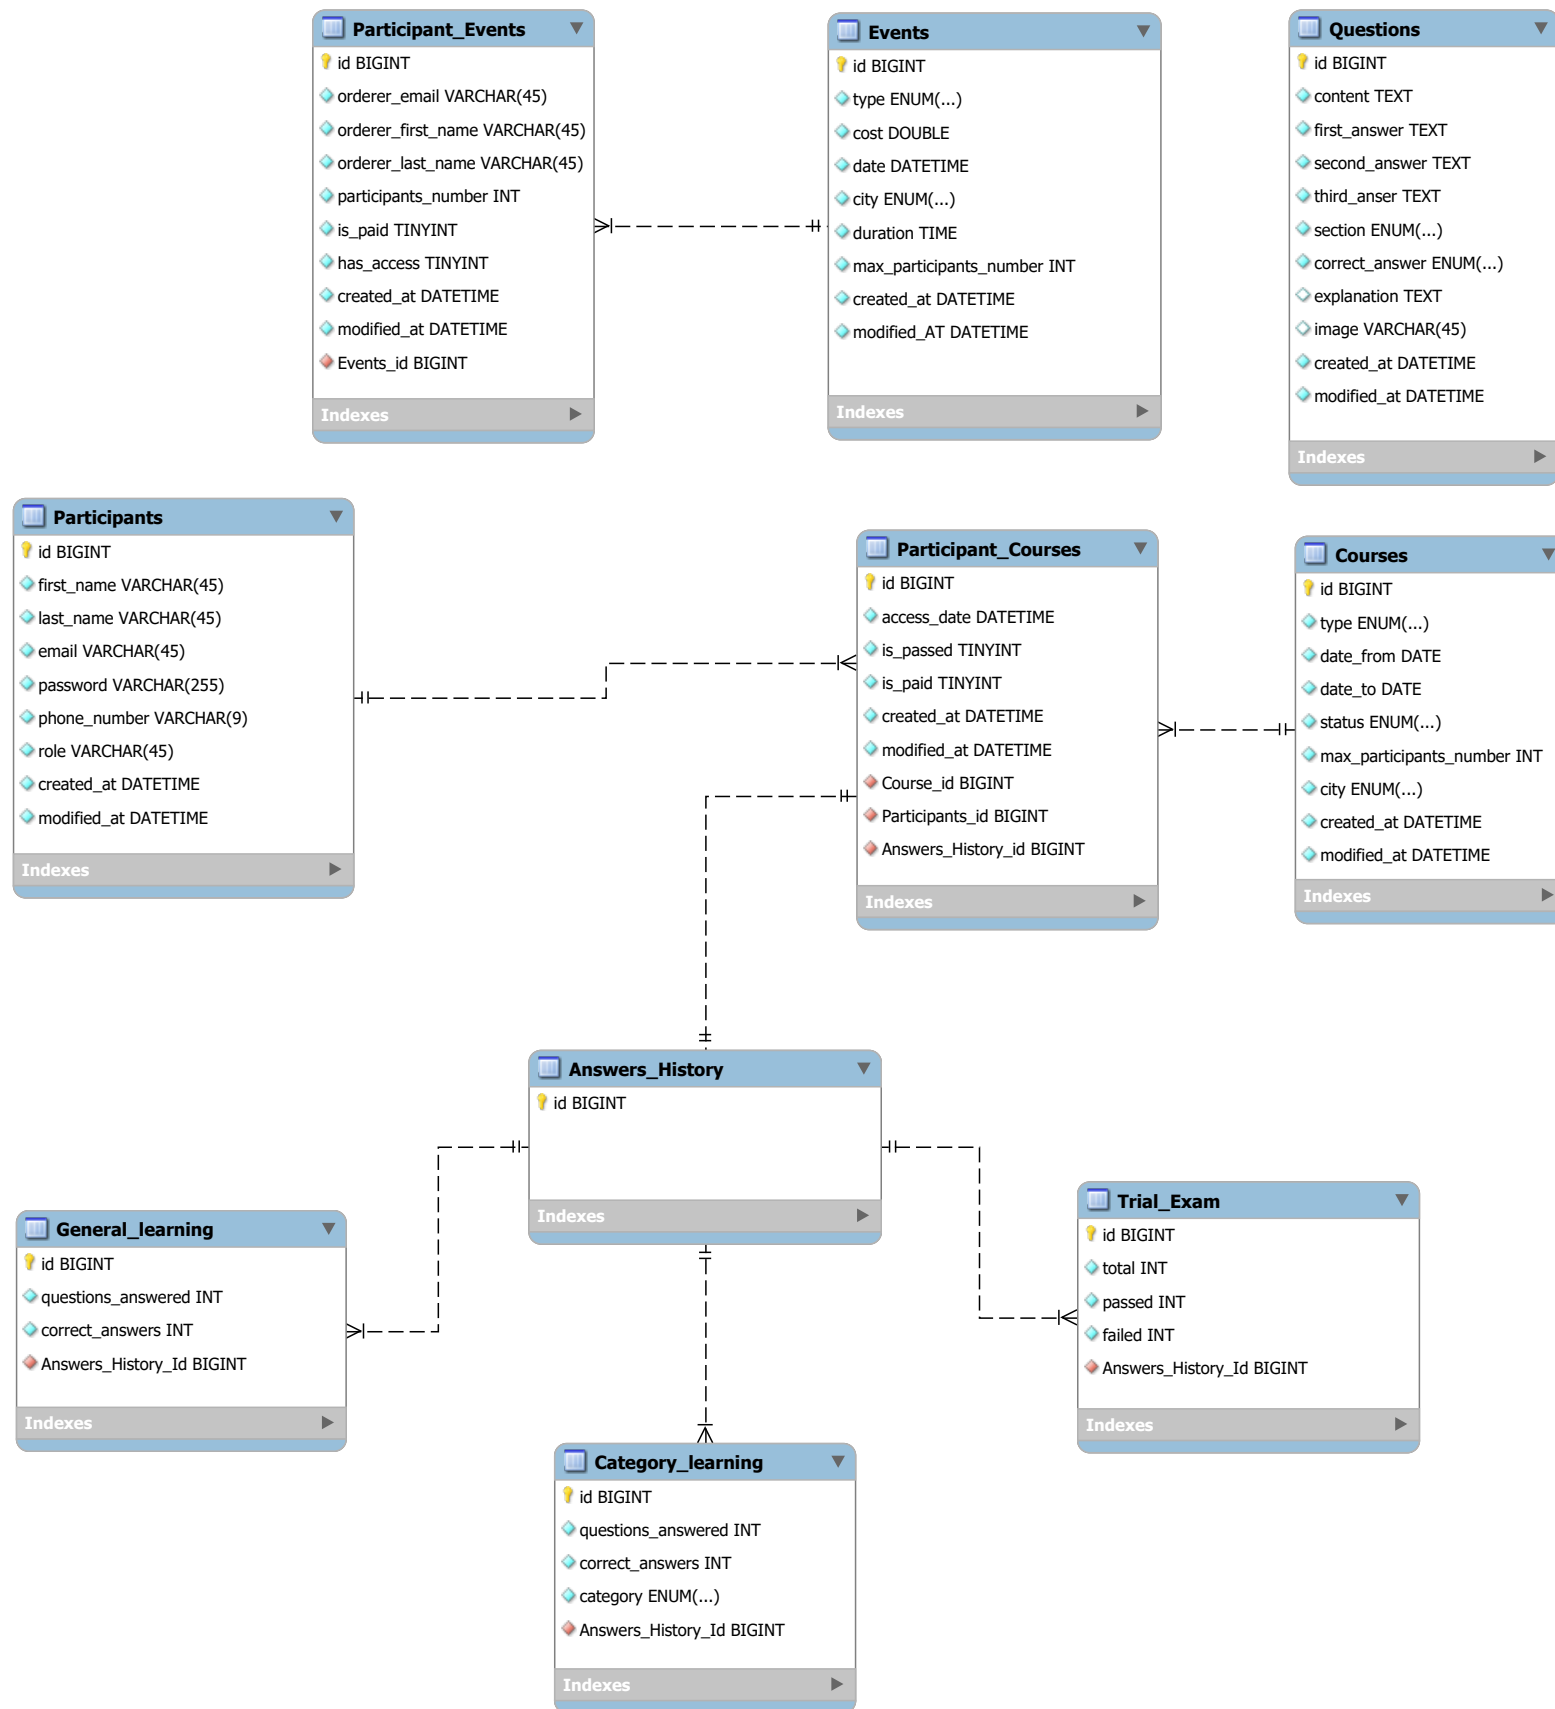 Participant_Events
id BIGINT
orderer_email VARCHAR(45)
orderer_first_name VARCHAR(45)
orderer_last_name VARCHAR(45)
participants_number INT
is_paid TINYINT
has_access TINYINT
created_at DATETIME
modified_at DATETIME
Events_id BIGINT
Indexes
Events
id BIGINT
type ENUM(...)
cost DOUBLE
date DATETIME
city ENUM(...)
duration TIME
max_participants_number INT
created_at DATETIME
modified_AT DATETIME
Indexes
Questions
id BIGINT
content TEXT
first_answer TEXT
second_answer TEXT
third_anser TEXT
section ENUM(...)
correct_answer ENUM(...)
explanation TEXT
image VARCHAR(45)
created_at DATETIME
modified_at DATETIME
Indexes
Participants
id BIGINT
first_name VARCHAR(45)
last_name VARCHAR(45)
email VARCHAR(45)
password VARCHAR(255)
phone_number VARCHAR(9)
role VARCHAR(45)
created_at DATETIME
modified_at DATETIME
Indexes
Participant_Courses
id BIGINT
access_date DATETIME
is_passed TINYINT
is_paid TINYINT
created_at DATETIME
modified_at DATETIME
Course_id BIGINT
Participants_id BIGINT
Answers_History_id BIGINT
Indexes
Courses
id BIGINT
type ENUM(...)
date_from DATE
date_to DATE
status ENUM(...)
max_participants_number INT
city ENUM(...)
created_at DATETIME
modified_at DATETIME
Indexes
Answers_History
id BIGINT
Indexes
General_learning
id BIGINT
questions_answered INT
correct_answers INT
Answers_History_Id BIGINT
Indexes
Trial_Exam
id BIGINT
total INT
passed INT
failed INT
Answers_History_Id BIGINT
Indexes
Category_learning
id BIGINT
questions_answered INT
correct_answers INT
category ENUM(...)
Answers_History_Id BIGINT
Indexes